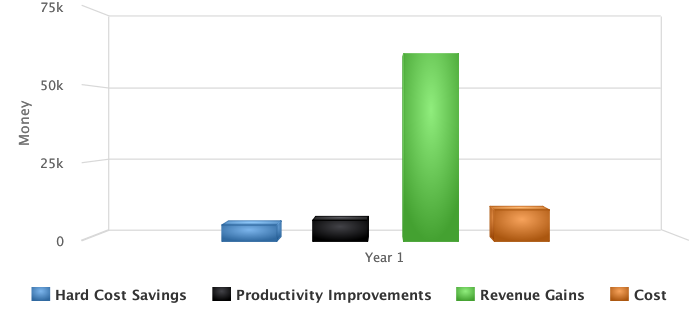 75k
50k
25k
0
Money
Year 1
Hard Cost Savings Productivity Improvements Revenue Gains Cost